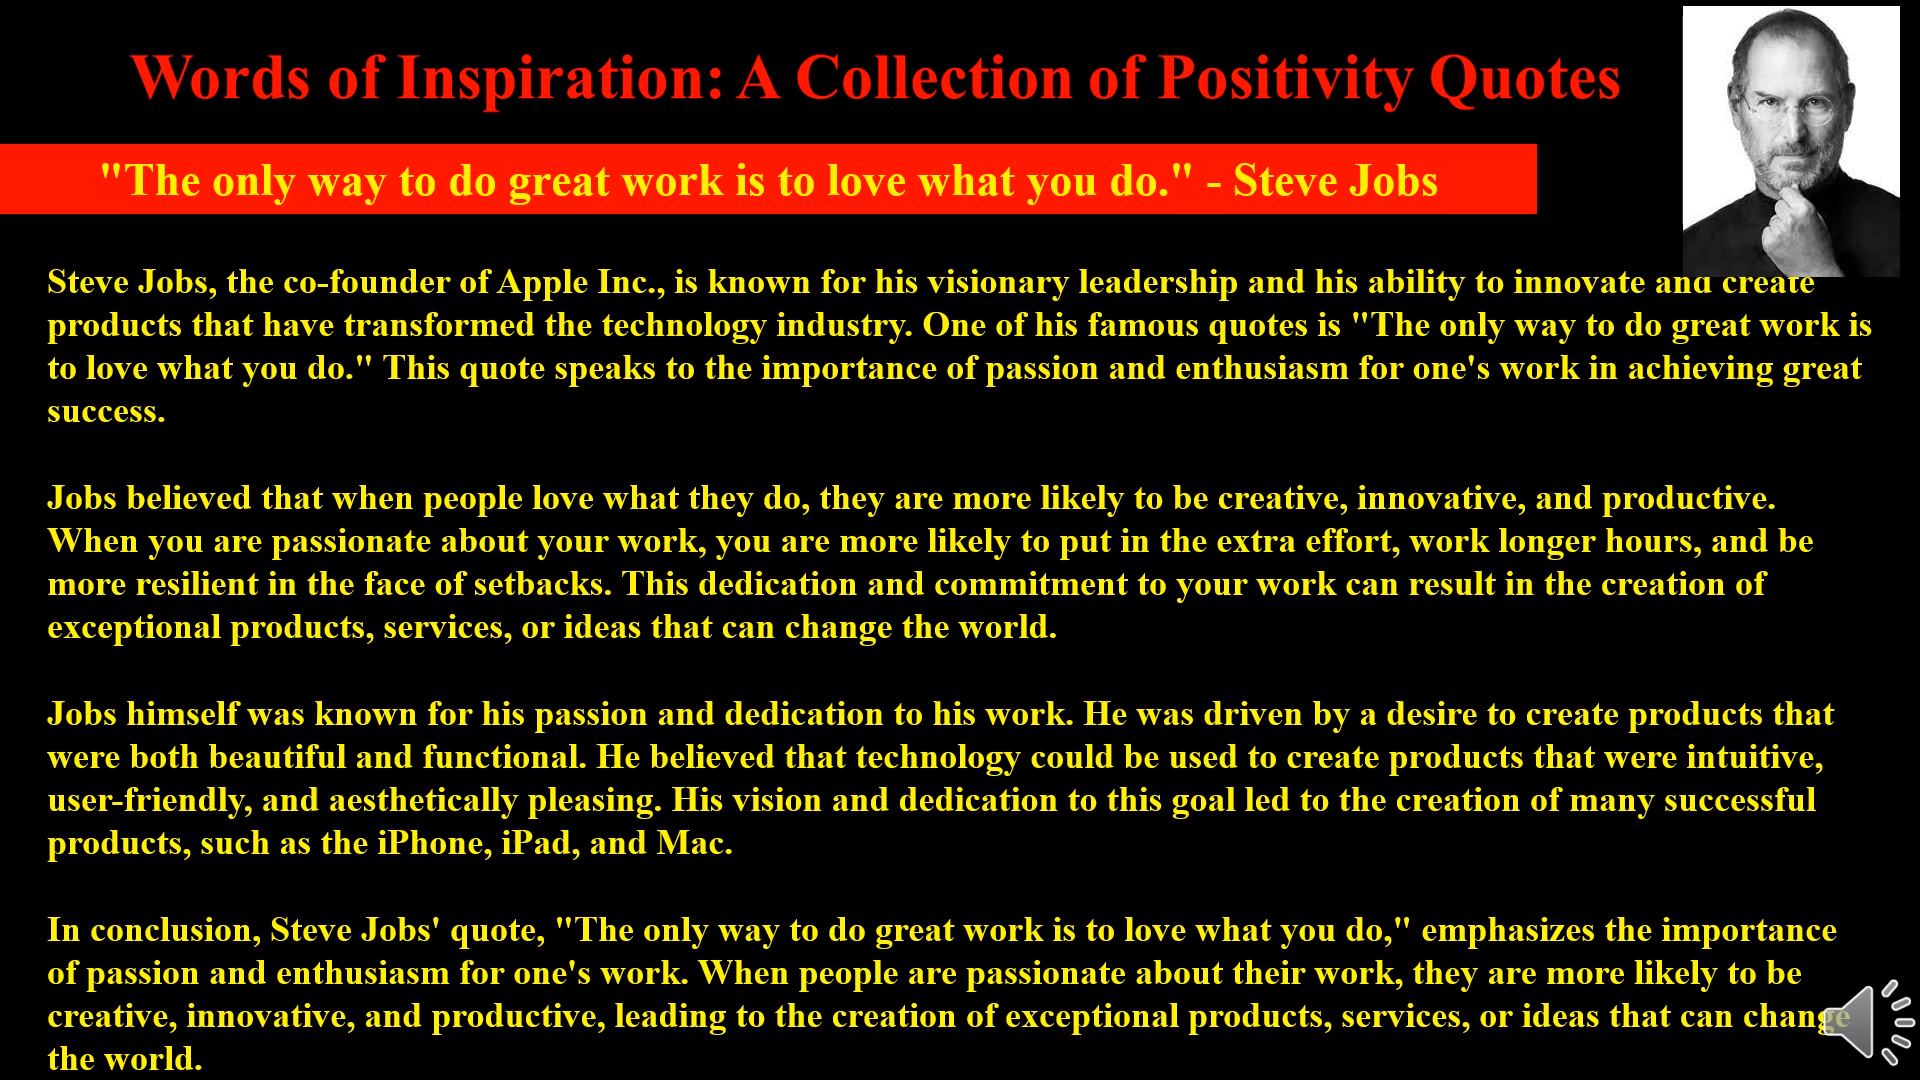 Words of Inspiration: A Collection of Positivity Quotes
"The only way to do great work is to love what you do." - Steve Jobs
Steve Jobs, the co-founder of Apple Inc., is known for his visionary leadership and his ability to innovate and create
products that have transformed the technology industry. One of his famous quotes is "The only way to do great work is
to love what you do." This quote speaks to the importance of passion and enthusiasm for one's work in achieving great
success.
Jobs believed that when people love what they do, they are more likely to be creative, innovative, and productive.
When you are passionate about your work, you are more likely to put in the extra effort, work longer hours, and be
more resilient in the face of setbacks. This dedication and commitment to your work can result in the creation of
exceptional products, services, or ideas that can change the world.
Jobs himself was known for his passion and dedication to his work. He was driven by a desire to create products that
were both beautiful and functional. He believed that technology could be used to create products that were intuitive,
user-friendly, and aesthetically pleasing. His vision and dedication to this goal led to the creation of many successful
products, such as the iPhone, iPad, and Mac.
In conclusion, Steve Jobs' quote, "The only way to do great work is to love what you do," emphasizes the importance
of passion and enthusiasm for one's work. When people are passionate about their work, they are more likely to be
creative, innovative, and productive, leading to the creation of exceptional products, services, or ideas that can change
the world.